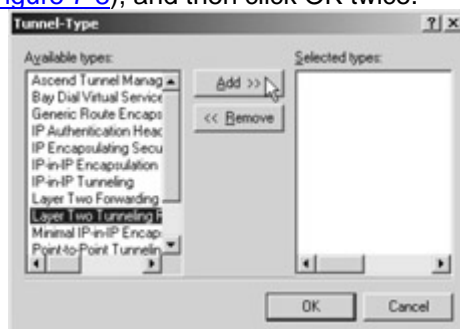 Figure 7-8), and then click OK twice.
Tunnel-Type
Available types:
Ascend Tunnel Manag
Bay Dial Virtual Service
Generic Route Encaps
IP Authentication Heac
IP Encapsulating Secu
IP-in-IP Encapsulation
IP-in-IP Tunneling
Layer Two Forwarding
Layer Two Tunneling P
Minimal IP-in-IP Encap
Point-to-Point Tunnelin
Add >>
<< Remove
Selected types:
OK
Cancel